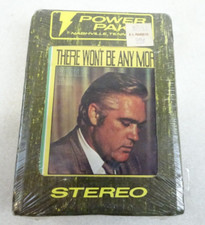 POWER
PAK
NASHVILLE, TENN
THERE WON'T BE ANY MOR
STEREO